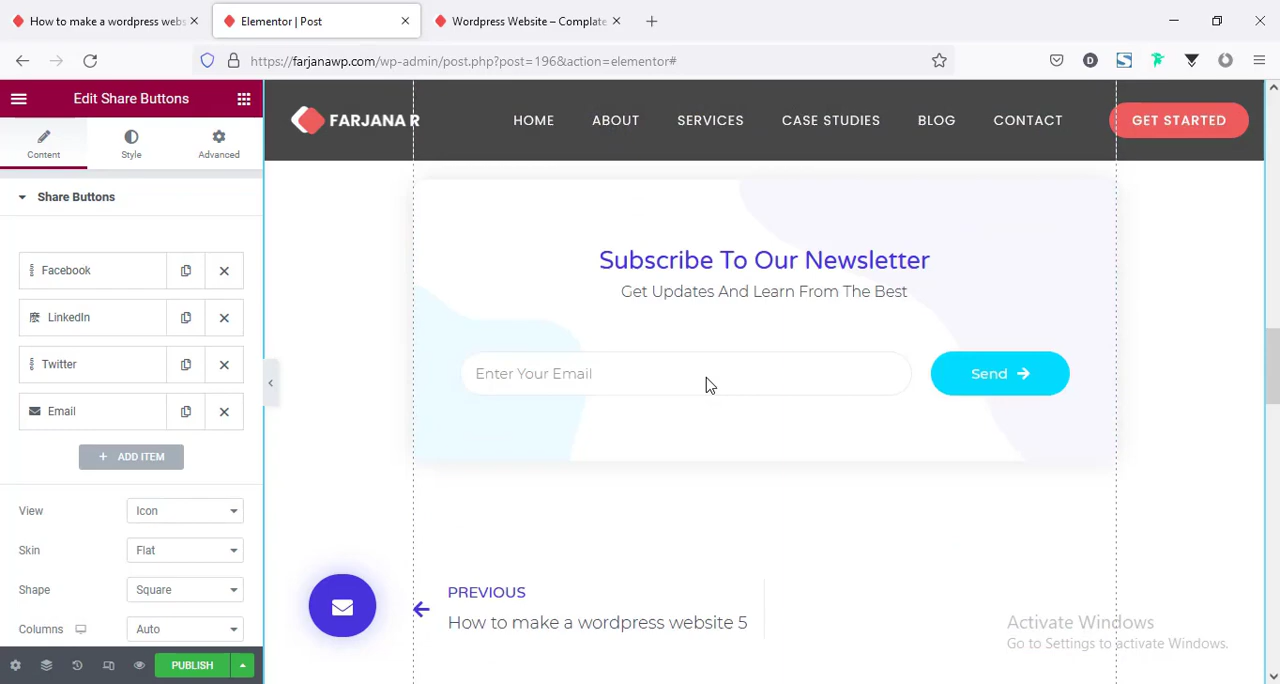 How to make a wordpress webs
Elementor | Post
Wordpress Website – Complate
https://farjanawp.com/wp-admin/post.php?post=196&action=elementor#
Edit Share Buttons
Content
Style
Advanced
Share Buttons
Facebook
LinkedIn
Twitter
Email
+ ADD ITEM
View
Icon
Skin
Flat
Shape
Square
Columns
Auto
PUBLISH
FARJANA R
HOME
ABOUT
SERVICES
CASE STUDIES
BLOG
CONTACT
GET STARTED
Subscribe To Our Newsletter
Get Updates And Learn From The Best
Enter Your Email
Send
PREVIOUS
How to make a wordpress website 5
Activate Windows
Go to Settings to activate Windows.